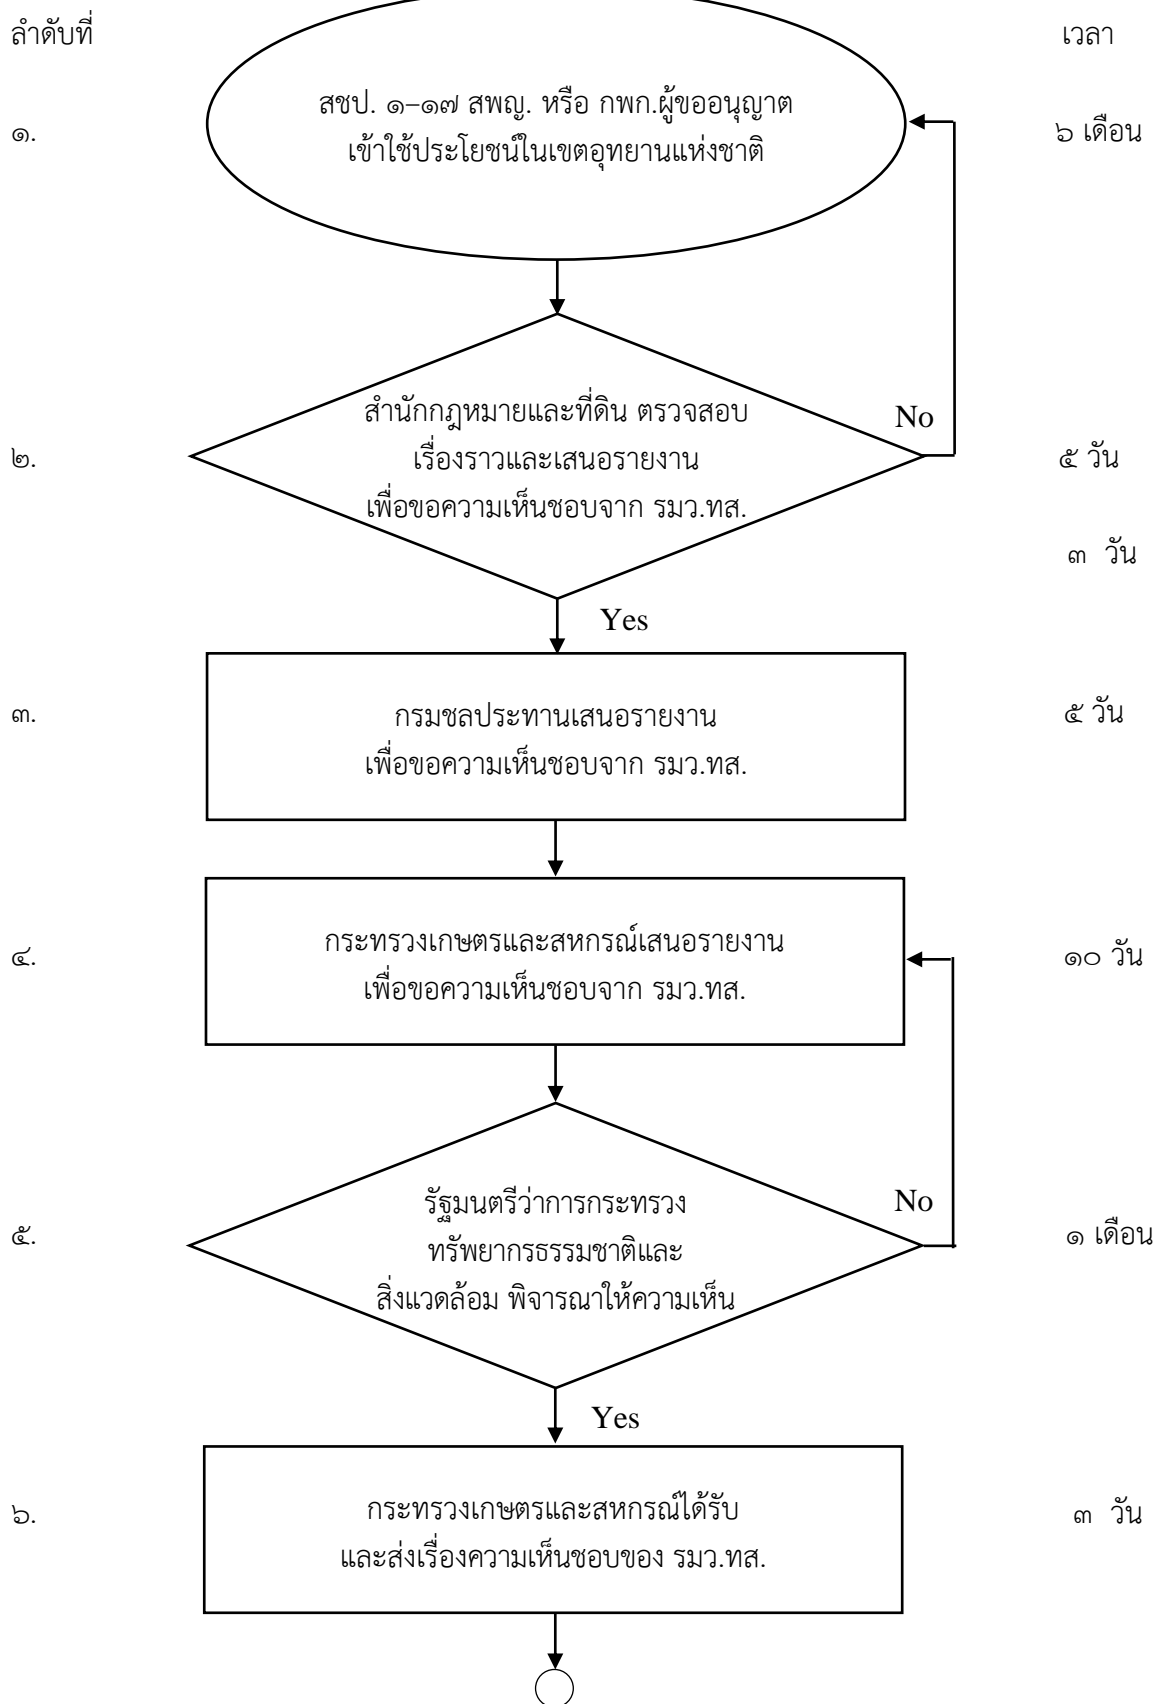 ลำดับที่ เวลา
สชป. ๑–๑๗ สพญ. หรือ กพก.ผู้ขออนุญาต
๑. ๖ เดือน
เข้าใช้ประโยชน์ในเขตอุทยานแห่งชาติ
สำนักกฎหมายและที่ดิน ตรวจสอบ
No
๒. เรื่องราวและเสนอรายงาน ๕ วัน
เพื่อขอความเห็นชอบจาก รมว.ทส.
๓ วัน
Yes
๓. กรมชลประทานเสนอรายงาน ๕ วัน
เพื่อขอความเห็นชอบจาก รมว.ทส.
กระทรวงเกษตรและสหกรณ์เสนอรายงาน
๔. ๑๐ วัน
เพื่อขอความเห็นชอบจาก รมว.ทส.
รัฐมนตรีว่าการกระทรวง
No
๕. ทรัพยากรธรรมชาติและ ๑ เดือน
สิ่งแวดล้อม พิจารณาให้ความเห็น
Yes
๖. กระทรวงเกษตรและสหกรณ์ได้รับ ๓ วัน
และส่งเรื่องความเห็นชอบของ รมว.ทส.